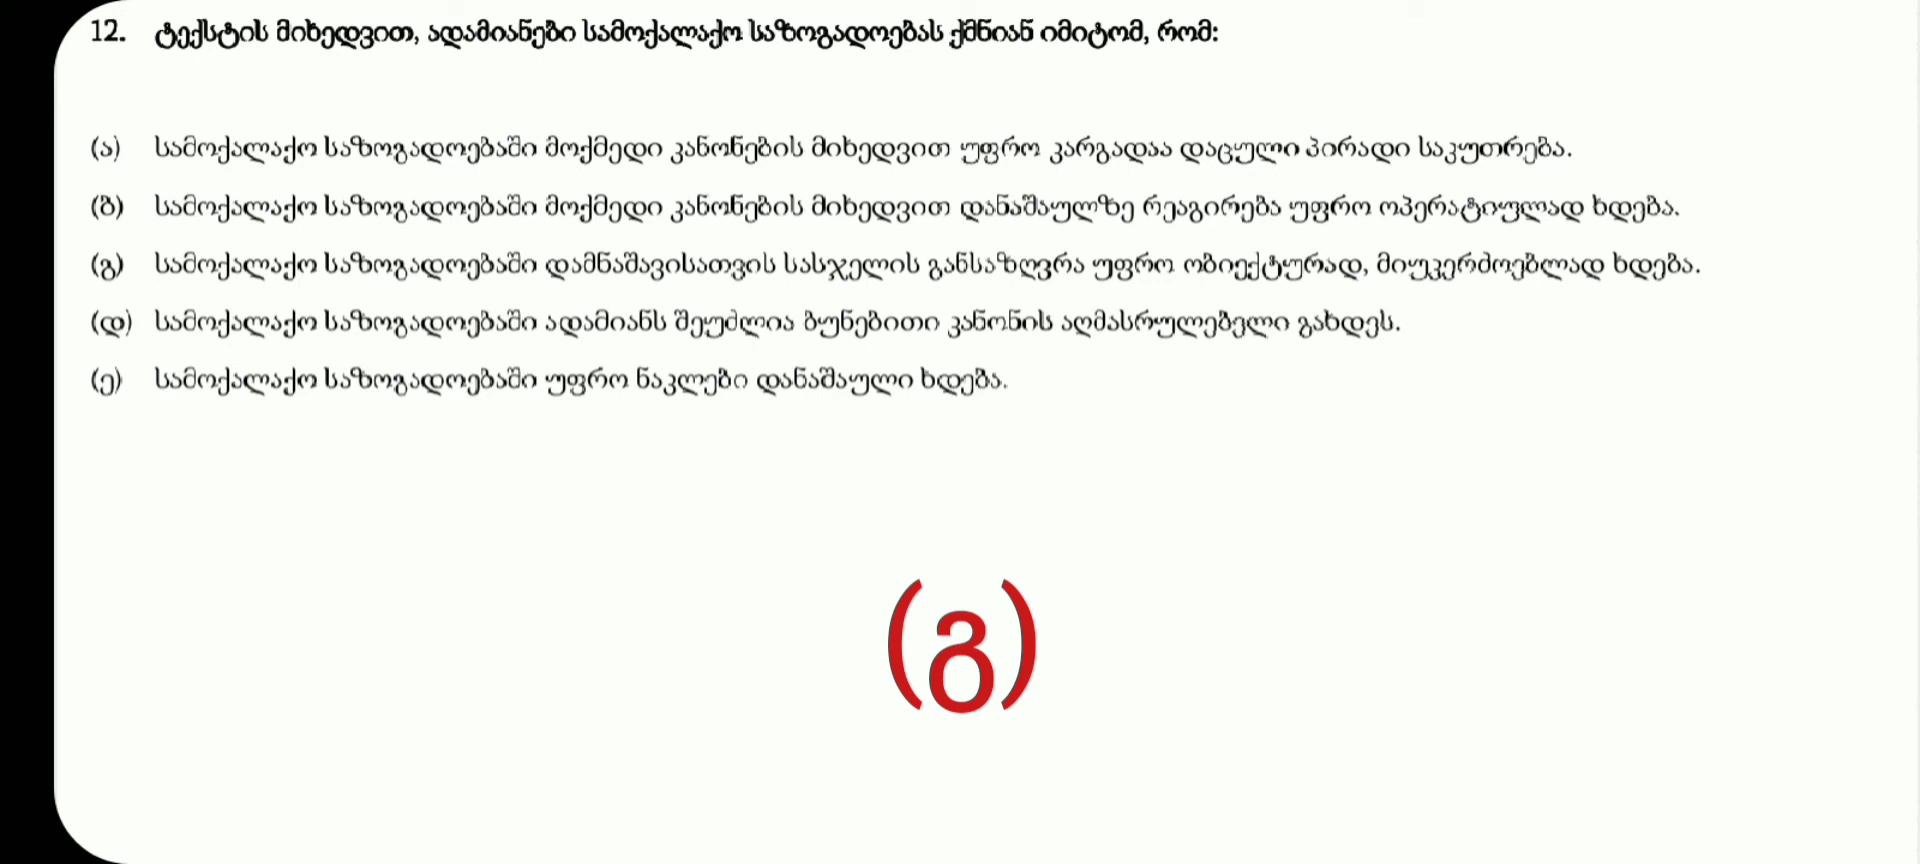 12. ტექსტის მიხედვით, ადამიანები სამოქალაქო საზოგადოებას ქმნიან იმიტომ, რომ:
(ა) სამოქალაქო საზოგადოებაში მოქმედი კანონების მიხედვით უფრო კარგადაა დაცული პირადი საკუთრება.
(ბ) სამოქალაქო საზოგადოებაში მოქმედი კანონების მიხედვით დანაშაულზე რეაგირება უფრო ოპერატიულად ხდება.
(გ) სამოქალაქო საზოგადოებაში დამნაშავისათვის სასჯელის განსაზღვრა უფრო ობიექტურად, მიუკერძოებლად ხდება.
(დ) სამოქალაქო საზოგადოებაში ადამიანს შეუძლია ბუნებითი კანონის აღმასრულებელი გახდეს.
(ე) სამოქალაქო საზოგადოებაში უფრო ნაკლები დანაშაული ხდება.
(გ)